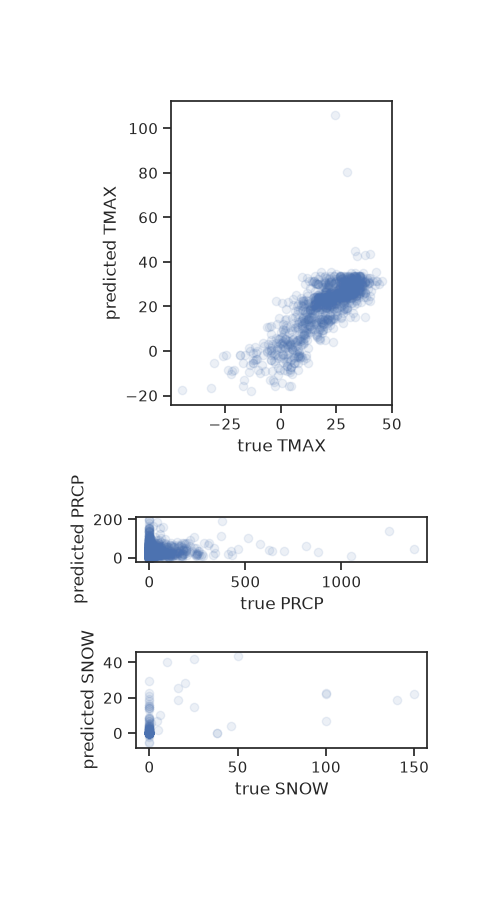 100
80
60
40
20
0
−20
predicted TMAX
−25 0 25 50
true TMAX
200
0
predicted PRCP
0 500 1000
true PRCP
40
20
0
predicted SNOW
0 50 100 150
true SNOW